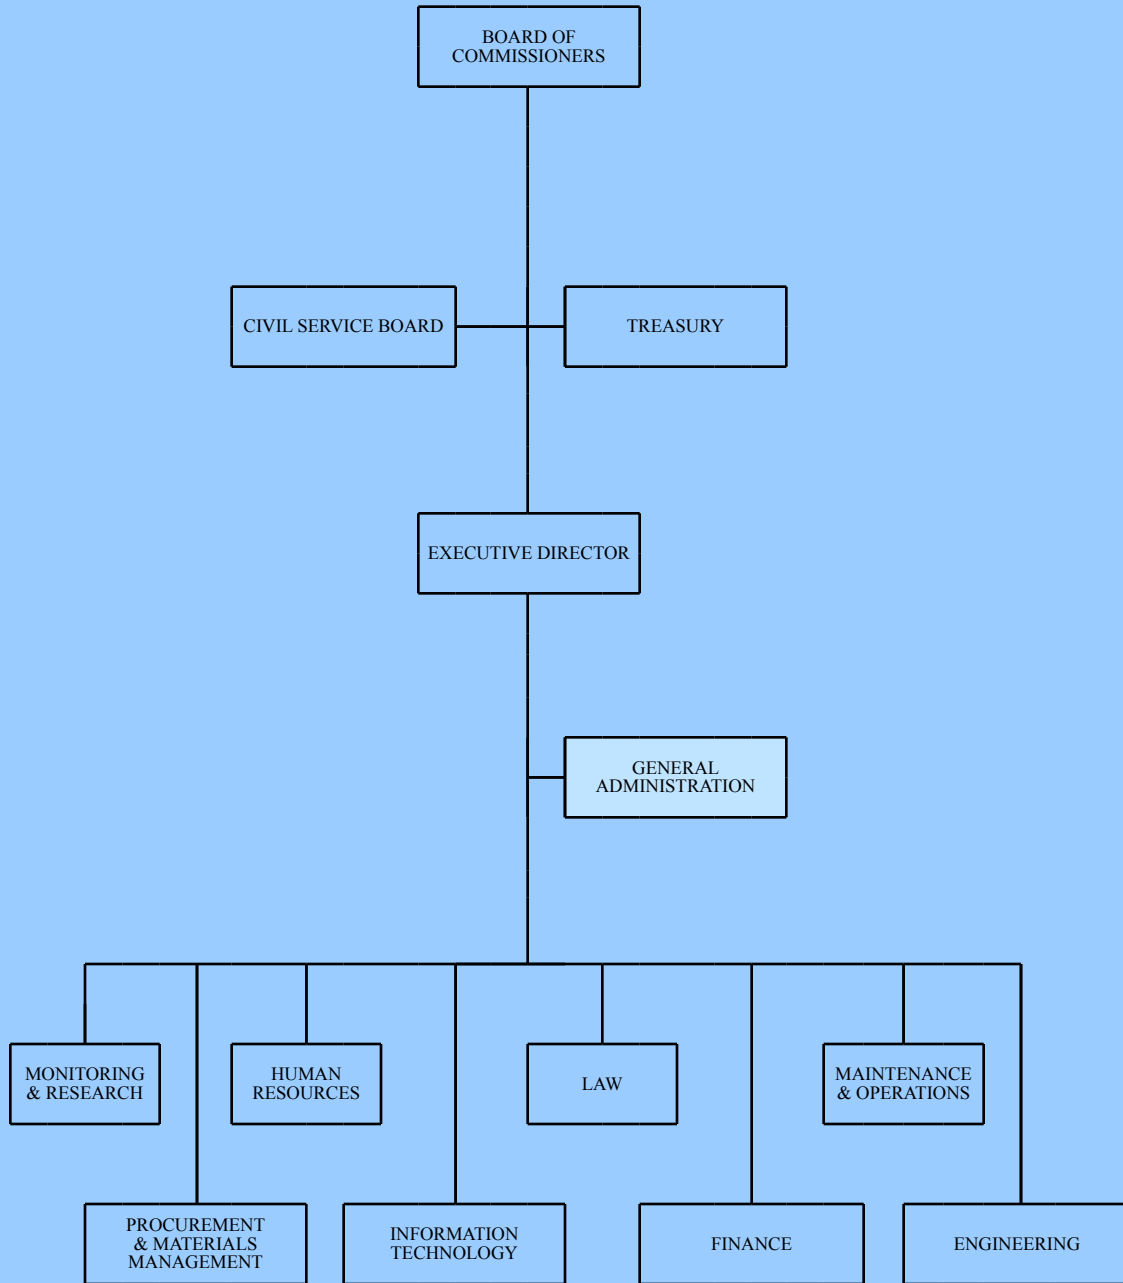 BOARD OF
COMMISSIONERS
CIVIL SERVICE BOARD
TREASURY
EXECUTIVE DIRECTOR
GENERAL
ADMINISTRATION
MONITORING
& RESEARCH
HUMAN
RESOURCES
LAW
MAINTENANCE
& OPERATIONS
PROCUREMENT
& MATERIALS
MANAGEMENT
INFORMATION
TECHNOLOGY
FINANCE
ENGINEERING